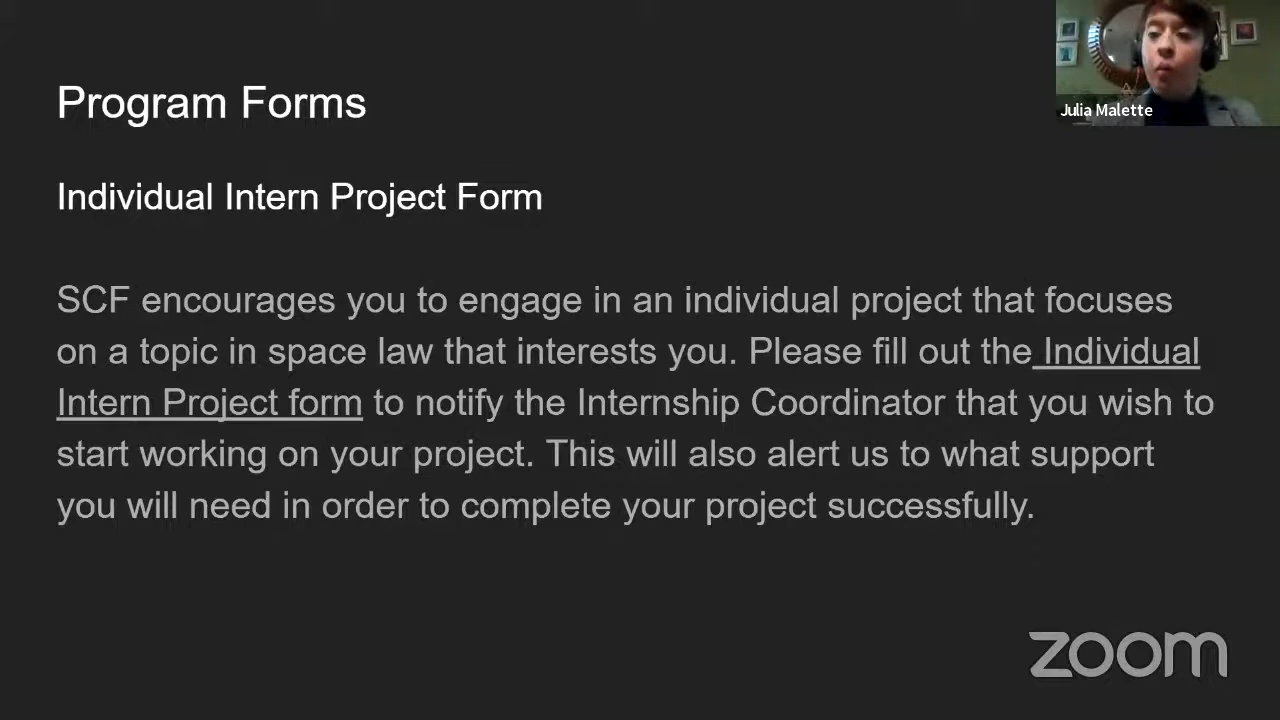 Program Forms
Julia Malette
Individual Intern Project Form
SCF encourages you to engage in an individual project that focuses
on a topic in space law that interests you. Please fill out the Individual
Intern Project form to notify the Internship Coordinator that you wish to
start working on your project. This will also alert us to what support
you will need in order to complete your project successfully.
zoom